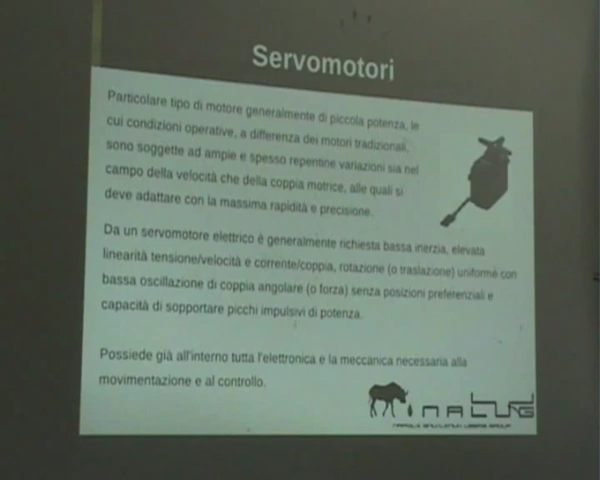 Servomotori
Particolare tipo di motore generalmente di piccola potenza, le
cui condizioni operative, a differenza dei motori tradizionali,
sono soggette ad ampie e spesso repentine variazioni sia nel
campo della velocità che della coppia motrice, alle quali si
deve adattare con la massima rapidità e precisione.
Da un servomotore elettrico è generalmente richiesta bassa inerzia, elevata
linearità tensione/velocità e corrente/coppia, rotazione (o traslazione) uniforme con
bassa oscillazione di coppia angolare (o forza) senza posizioni preferenziali e
capacità di sopportare picchi impulsivi di potenza.
Possiede già all'interno tutta l'elettronica e la meccanica necessaria alla
movimentazione e al controllo.